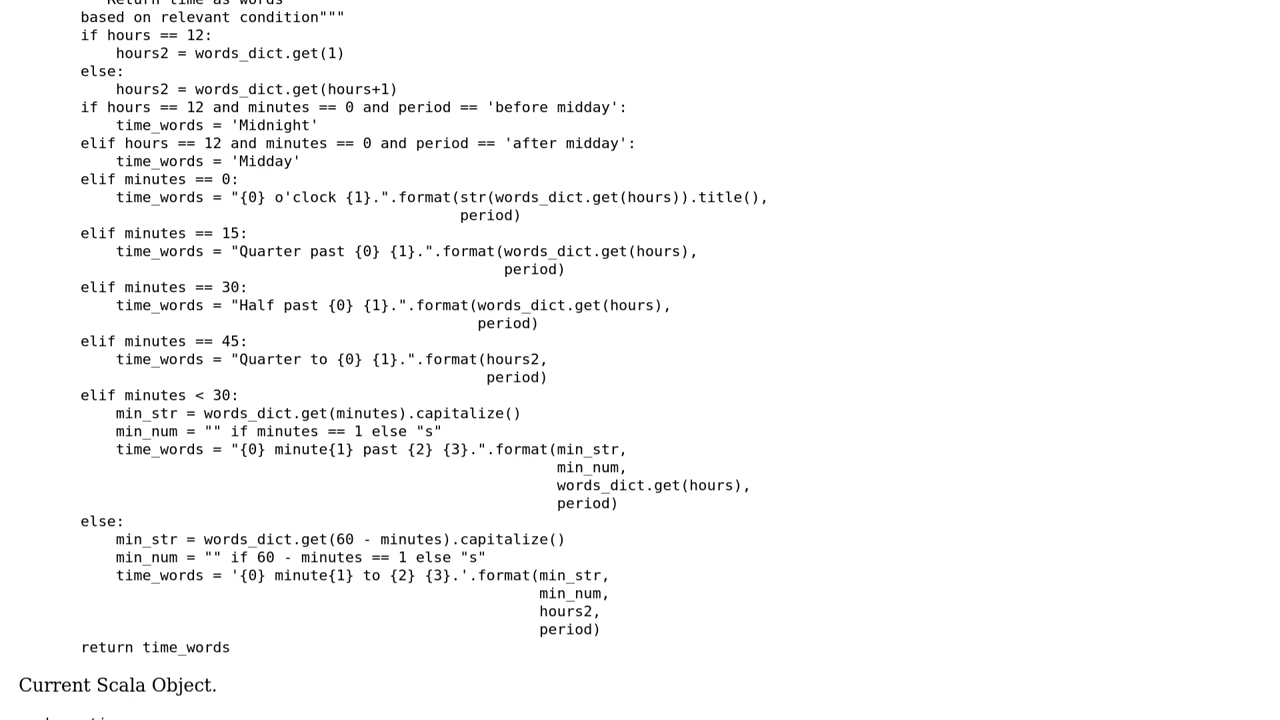 Return time as words
based on relevant condition"""
if hours == 12:
    hours2 = words_dict.get(1)
else:
    hours2 = words_dict.get(hours+1)
if hours == 12 and minutes == 0 and period == 'before midday':
    time_words = 'Midnight'
elif hours == 12 and minutes == 0 and period == 'after midday':
    time_words = 'Midday'
elif minutes == 0:
    time_words = "{0} o'clock {1}.".format(str(words_dict.get(hours)).title(),
                                           period)
elif minutes == 15:
    time_words = "Quarter past {0} {1}.".format(words_dict.get(hours),
                                                period)
elif minutes == 30:
    time_words = "Half past {0} {1}.".format(words_dict.get(hours),
                                             period)
elif minutes == 45:
    time_words = "Quarter to {0} {1}.".format(hours2,
                                              period)
elif minutes < 30:
    min_str = words_dict.get(minutes).capitalize()
    min_num = "" if minutes == 1 else "s"
    time_words = "{0} minute{1} past {2} {3}.".format(min_str,
                                                      min_num,
                                                      words_dict.get(hours),
                                                      period)
else:
    min_str = words_dict.get(60 - minutes).capitalize()
    min_num = "" if 60 - minutes == 1 else "s"
    time_words = '{0} minute{1} to {2} {3}.'.format(min_str,
                                                    min_num,
                                                    hours2,
                                                    period)
return time_words
Current Scala Object.